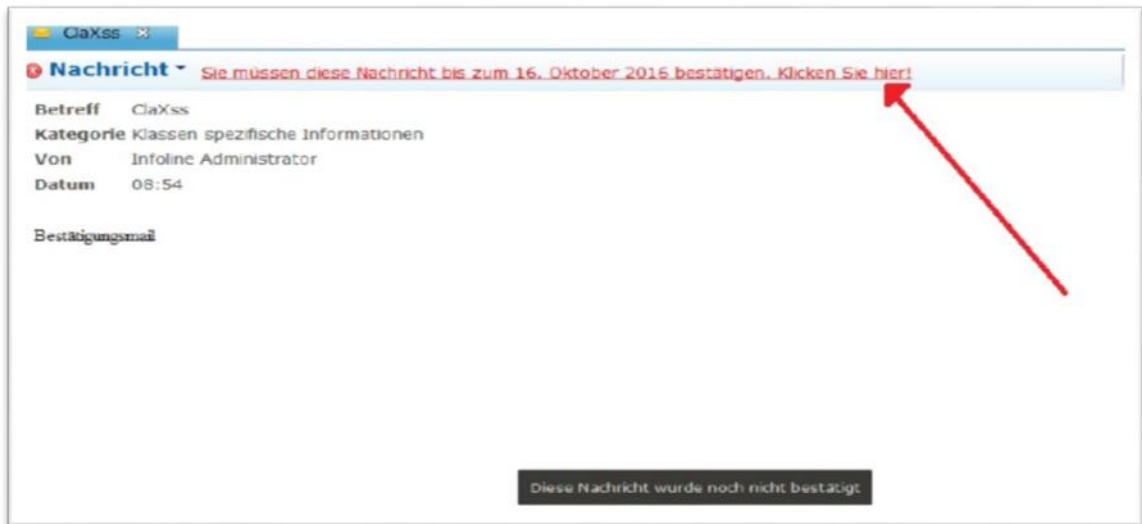 ClaXss
Nachricht Sie müssen diese Nachricht bis zum 16. Oktober 2016 bestätigen. Klicken Sie hier!
Betreff ClaXss
Kategorie Klassen spezifische Informationen
Von Infoline Administrator
Datum 08:54
Bestätigungsmail
Diese Nachricht wurde noch nicht bestätigt